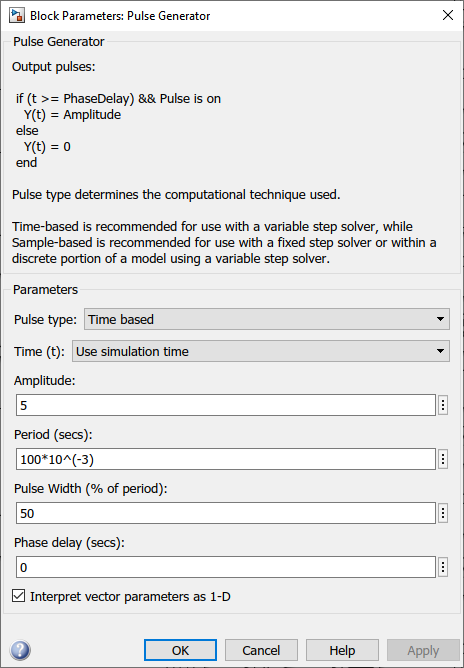 Block Parameters: Pulse Generator
Pulse Generator
Output pulses:
if (t >= PhaseDelay) && Pulse is on
Y(t) = Amplitude
else
Y(t) = 0
end
Pulse type determines the computational technique used.
Time-based is recommended for use with a variable step solver, while
Sample-based is recommended for use with a fixed step solver or within a
discrete portion of a model using a variable step solver.
Parameters
Pulse type: Time based
Time (t): Use simulation time
Amplitude:
5
Period (secs):
100*10^(-3)
Pulse Width (% of period):
50
Phase delay (secs):
0
Interpret vector parameters as 1-D
OK Cancel Help Apply